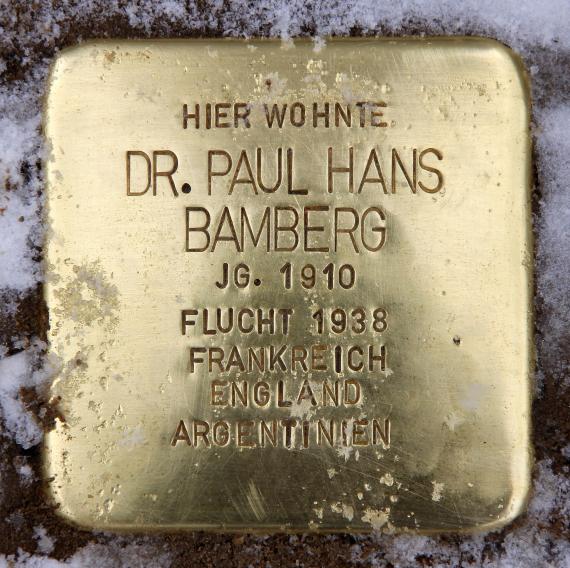 HIER WOHNTE
DR. PAUL HANS
BAMBERG
JG. 1910
FLUCHT 1938
FRANKREICH
ENGLAND
ARGENTINIEN